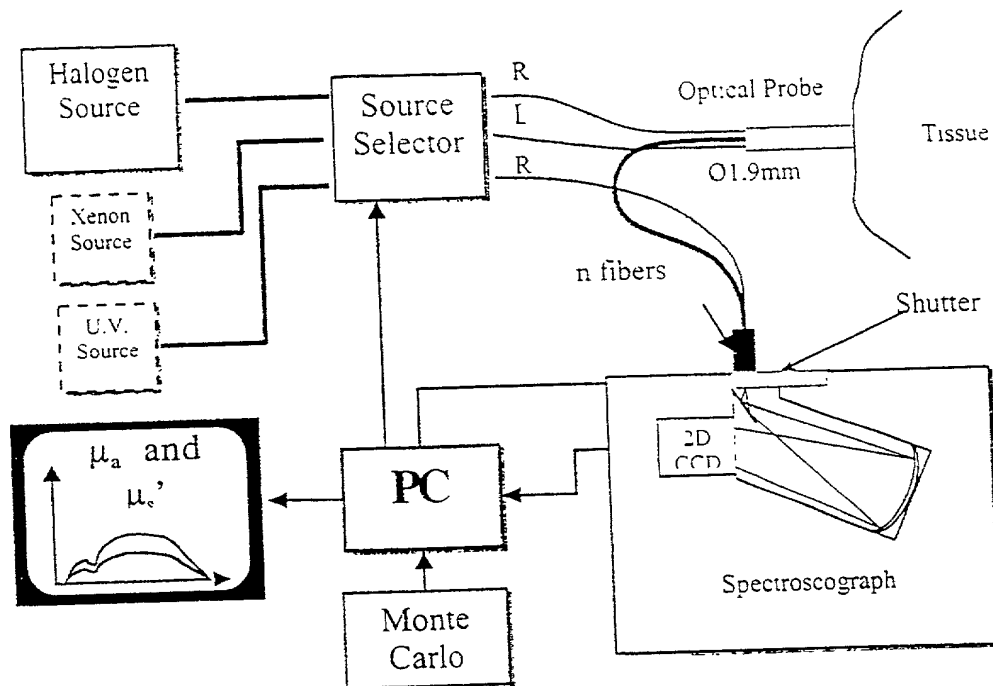 Halogen
Source
Xenon
Source
U.V.
Source
Source
Selector
R
L
R
Optical Probe
O1.9mm
Tissue
n fibers
Shutter
2D
CCD
Spectroscograph
PC
Monte
Carlo
μa and
μs'